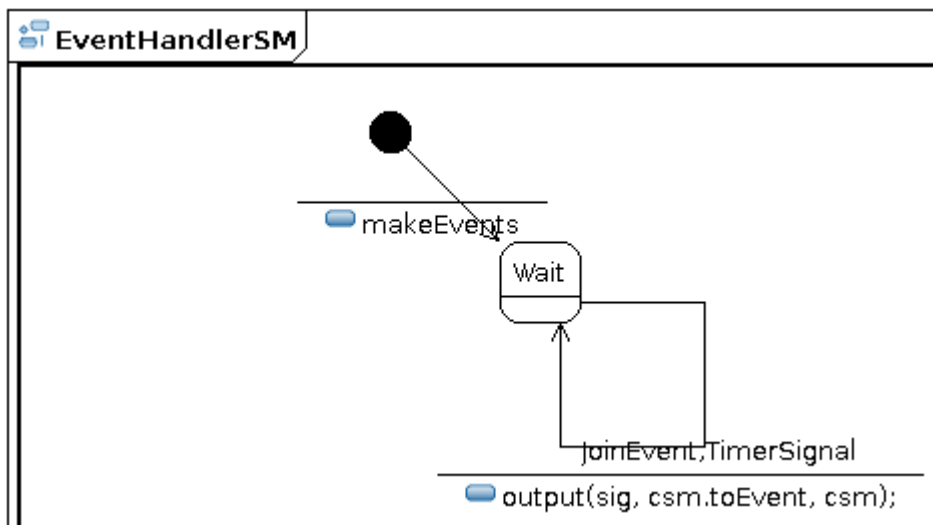 EventHandlerSM
makeEvents
Wait
JoinEvent,TimerSignal
output(sig, csm.toEvent, csm);